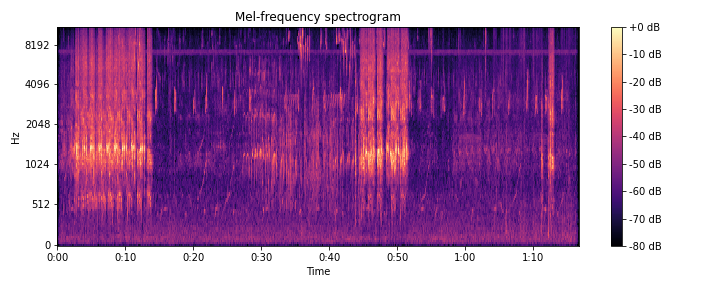 Mel-frequency spectrogram
Hz
8192
4096
2048
1024
512
0
0:00 0:10 0:20 0:30 0:40 0:50 1:00 1:10
Time
+0 dB
-10 dB
-20 dB
-30 dB
-40 dB
-50 dB
-60 dB
-70 dB
-80 dB